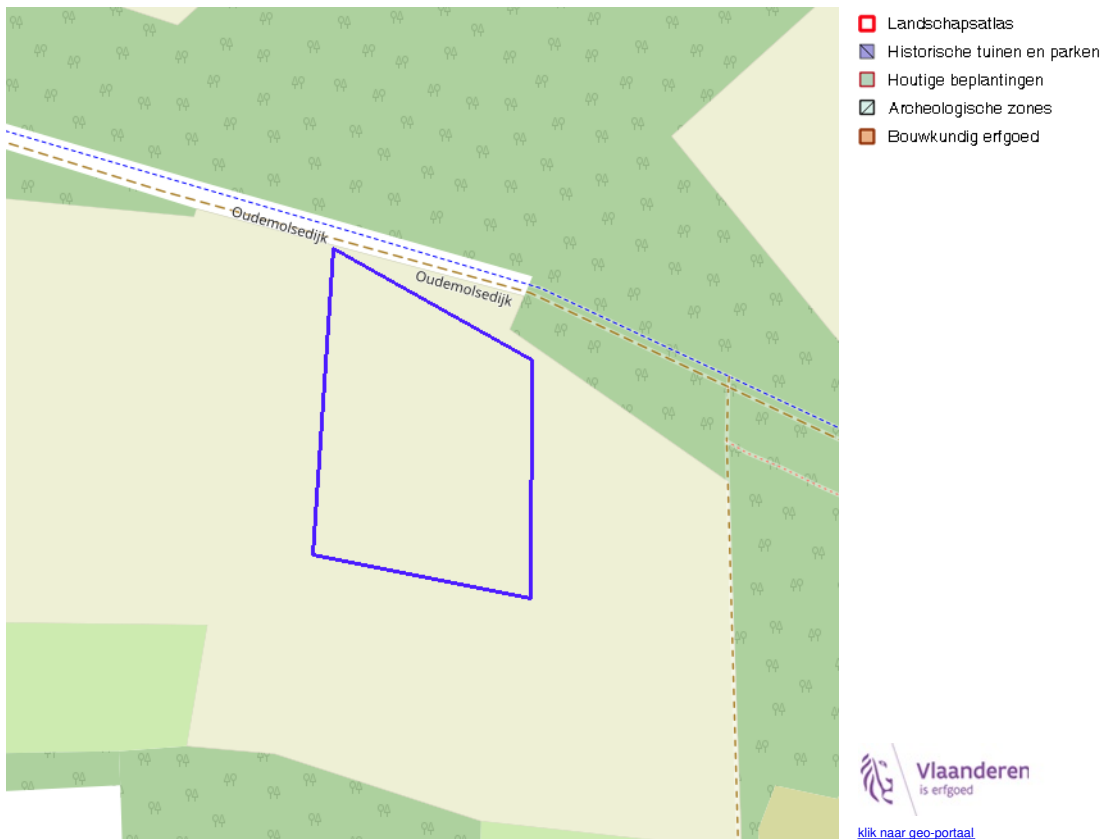 Oudemolsedijk
Oudemolsedijk
Landschapsatlas
Historische tuinen en parken
Houtige beplantingen
Archeologische zones
Bouwkundig erfgoed
Vlaanderen
is erfgoed
klik naar geo-portaal